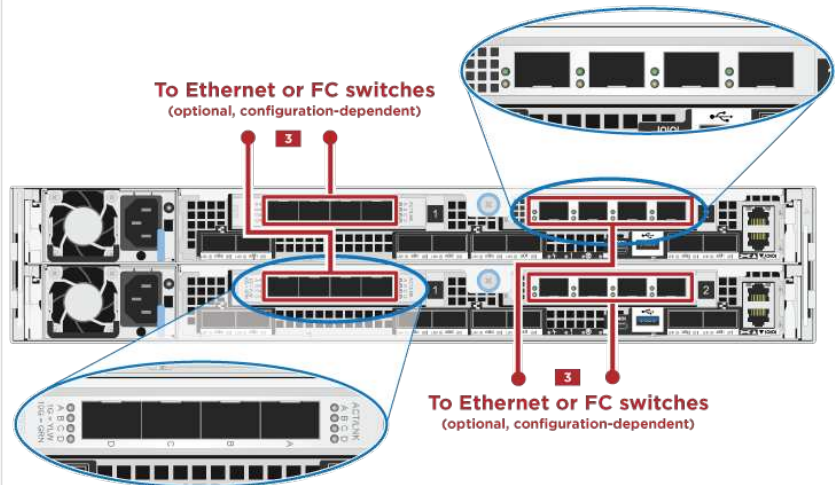 To Ethernet or FC switches
(optional, configuration-dependent)
3
1
1
2
3
To Ethernet or FC switches
(optional, configuration-dependent)
10G = GRN
1G = YLW
A B C D
D C B A
A B C D
ACT/LNK